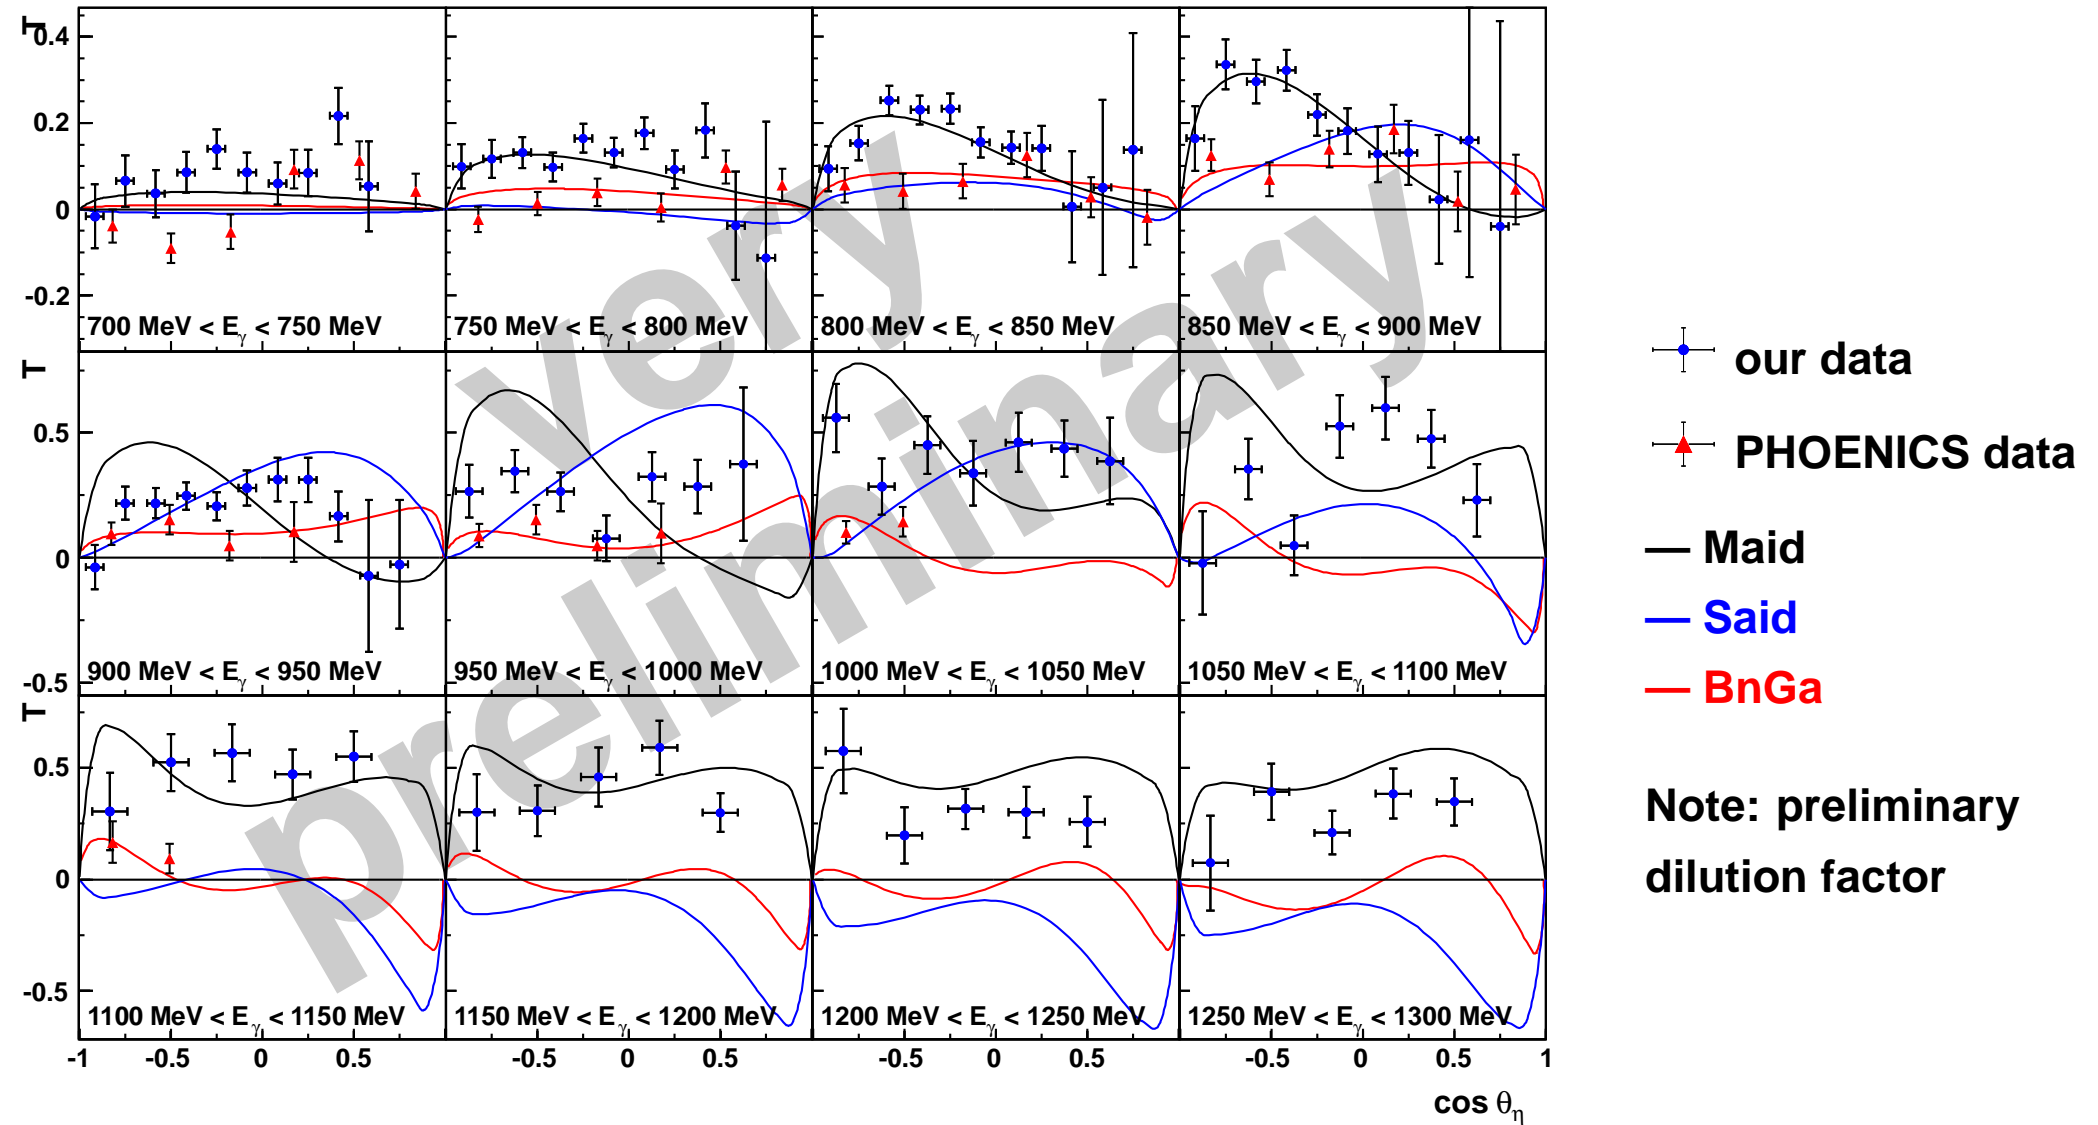 T
0.4
0.2
0
-0.2
700 MeV < Eγ < 750 MeV
750 MeV < Eγ < 800 MeV
800 MeV < Eγ < 850 MeV
850 MeV < Eγ < 900 MeV
T
0.5
0
-0.5
900 MeV < Eγ < 950 MeV
950 MeV < Eγ < 1000 MeV
1000 MeV < Eγ < 1050 MeV
1050 MeV < Eγ < 1100 MeV
T
0.5
0
-0.5
1100 MeV < Eγ < 1150 MeV
1150 MeV < Eγ < 1200 MeV
1200 MeV < Eγ < 1250 MeV
1250 MeV < Eγ < 1300 MeV
-1 -0.5 0 0.5 -0.5 0 0.5 -0.5 0 0.5 -0.5 0 0.5 1
cos θη
very
preliminary
our data
PHOENICS data
Maid
Said
BnGa
Note: preliminary
dilution factor